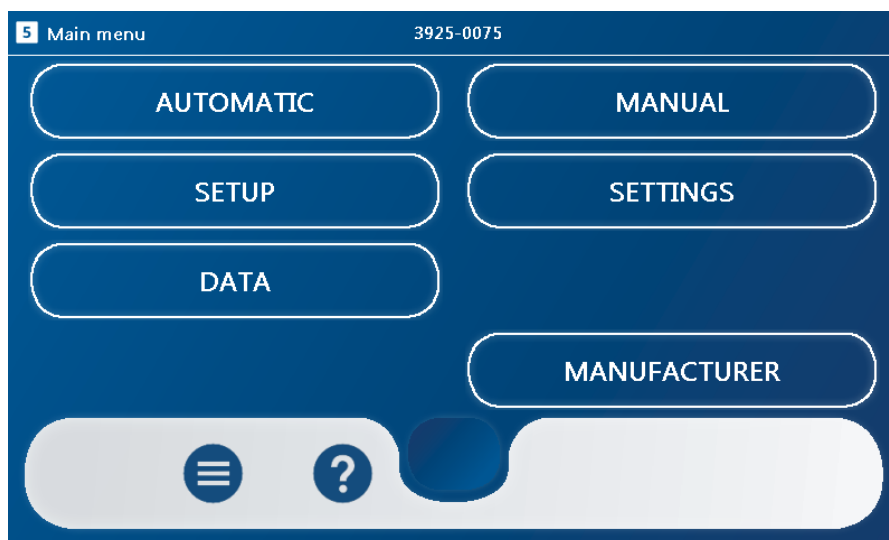 5 Main menu 3925-0075
AUTOMATIC MANUAL
SETUP SETTINGS
DATA
MANUFACTURER
?